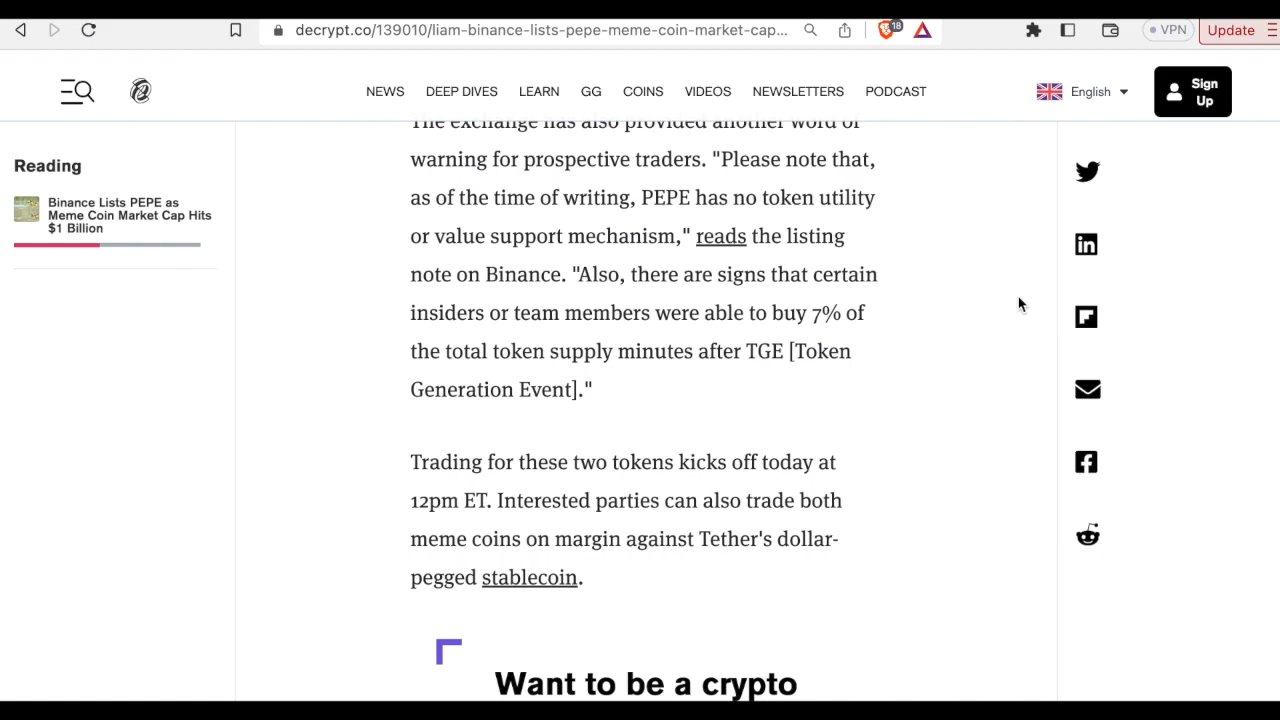 decrypt.co/139010/liam-binance-lists-pepe-meme-coin-market-cap...
18
VPN
Update
NEWS
DEEP DIVES
LEARN
GG
COINS
VIDEOS
NEWSLETTERS
PODCAST
English
Sign
Up
Reading
Binance Lists PEPE as
Meme Coin Market Cap Hits
$1 Billion
The exchange has also provided another word of
warning for prospective traders. "Please note that,
as of the time of writing, PEPE has no token utility
or value support mechanism," reads the listing
note on Binance. "Also, there are signs that certain
insiders or team members were able to buy 7% of
the total token supply minutes after TGE [Token
Generation Event]."
Trading for these two tokens kicks off today at
12pm ET. Interested parties can also trade both
meme coins on margin against Tether's dollar-
pegged stablecoin.
Want to be a crypto